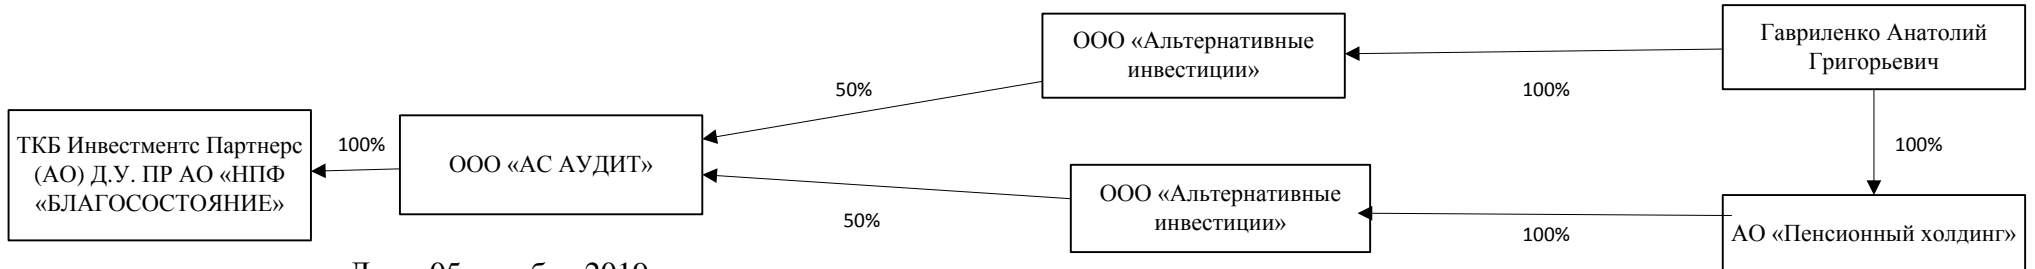 ООО «Альтернативные
инвестиции»
Гавриленко Анатолий
Григорьевич
50%
100%
ТКБ Инвестментс Партнерс
(АО) Д.У. ПР АО «НПФ
«БЛАГОСОСТОЯНИЕ»
100%
ООО «АС АУДИТ»
100%
ООО «Альтернативные
инвестиции»
50%
100%
АО «Пенсионный холдинг»
2019